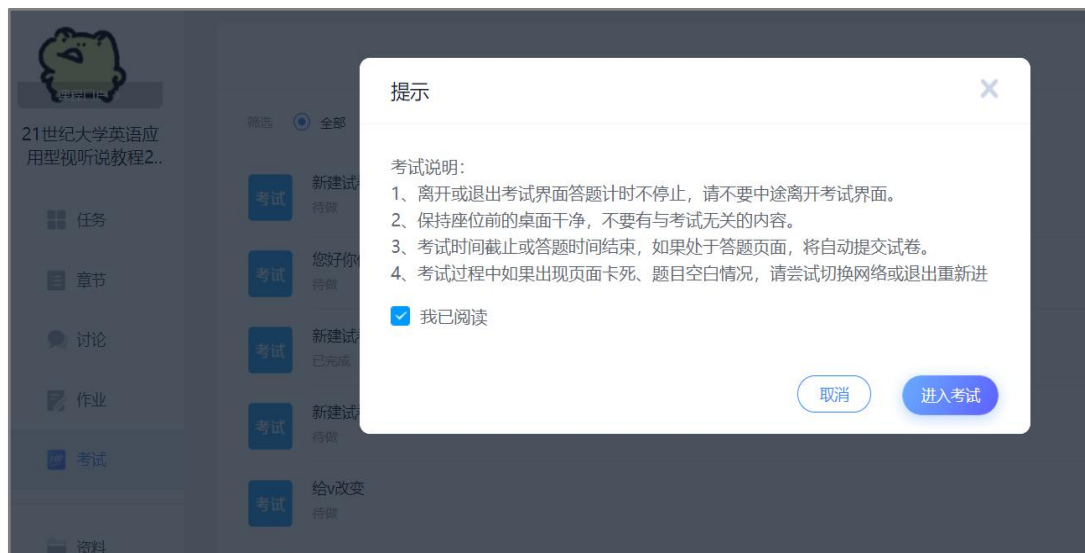 提示
21世纪大学英语应
用型视听说教程2..
筛选 全部
任务
章节
讨论
作业
考试
资料
考试 新建试
待做
考试 您好你
待做
考试 新建试
已完成
考试 新建试
待做
考试 给v改变
待做
考试说明：
1、离开或退出考试界面答题计时不停止，请不要中途离开考试界面。
2、保持座位前的桌面干净，不要有与考试无关的内容。
3、考试时间截止或答题时间结束，如果处于答题页面，将自动提交试卷。
4、考试过程中如果出现页面卡死、题目空白情况，请尝试切换网络或退出重新进
我已阅读
取消 进入考试